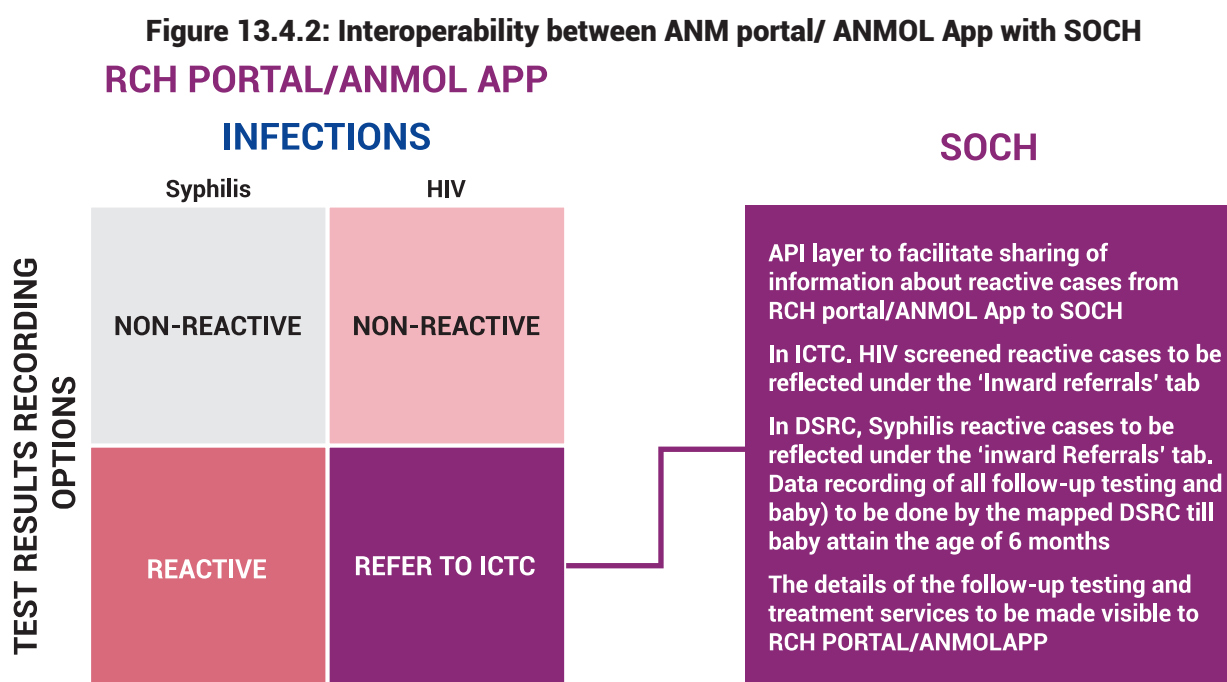 Figure 13.4.2: Interoperability between ANM portal/ ANMOL App with SOCH
RCH PORTAL/ANMOL APP
INFECTIONS
Syphilis
HIV
TEST RESULTS RECORDING
OPTIONS
NON-REACTIVE
NON-REACTIVE
REACTIVE
REFER TO ICTC
SOCH
API layer to facilitate sharing of
information about reactive cases from
RCH portal/ANMOL App to SOCH
In ICTC. HIV screened reactive cases to be
reflected under the ‘Inward referrals’ tab
In DSRC, Syphilis reactive cases to be
reflected under the ‘inward Referrals’ tab.
Data recording of all follow-up testing and
baby) to be done by the mapped DSRC till
baby attain the age of 6 months
The details of the follow-up testing and
treatment services to be made visible to
RCH PORTAL/ANMOLAPP